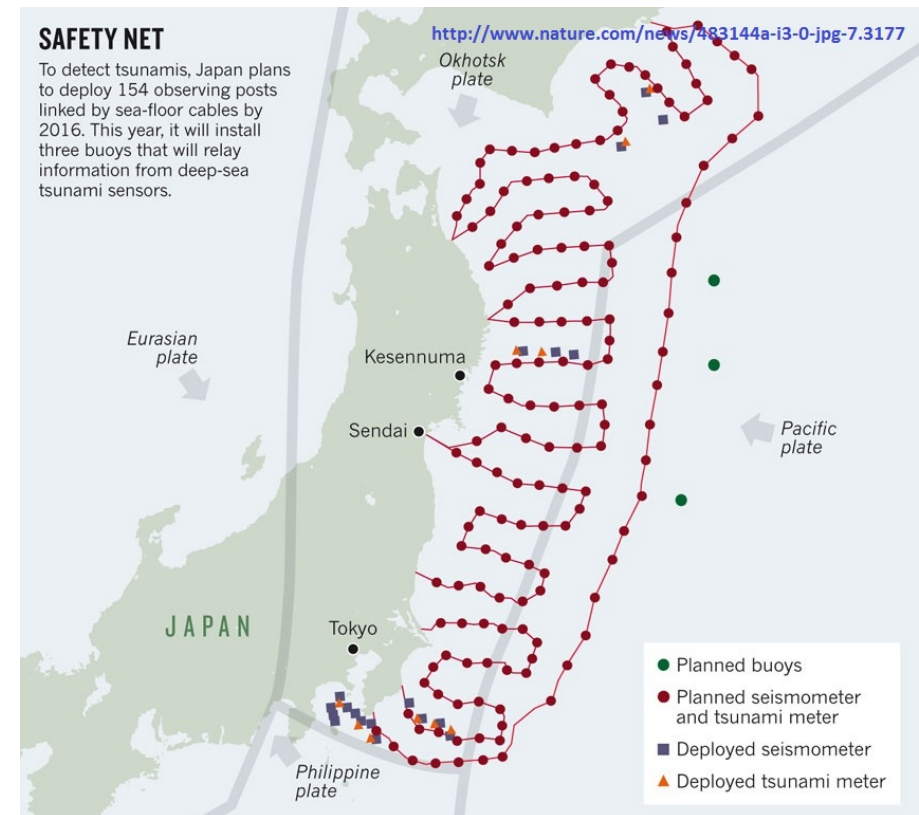 SAFETY NET
http://www.nature.com/news/483144a-i3-0-jpg-7.3177
To detect tsunamis, Japan plans
to deploy 154 observing posts
linked by sea-floor cables by
2016. This year, it will install
three buoys that will relay
information from deep-sea
tsunami sensors.
Okhotsk
plate
Eurasian
plate
Kesennuma
Sendai
Pacific
plate
JAPAN
Tokyo
Philippine
plate
Planned buoys
Planned seismometer
and tsunami meter
Deployed seismometer
Deployed tsunami meter